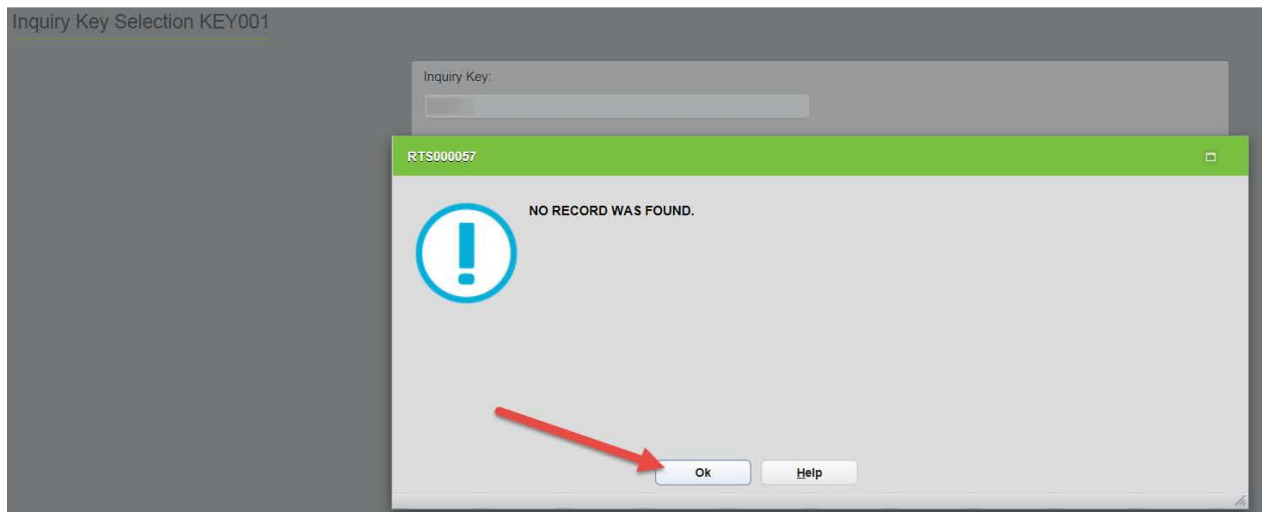 Inquiry Key Selection KEY001
Inquiry Key:
RTS000057
NO RECORD WAS FOUND.
Ok
Help